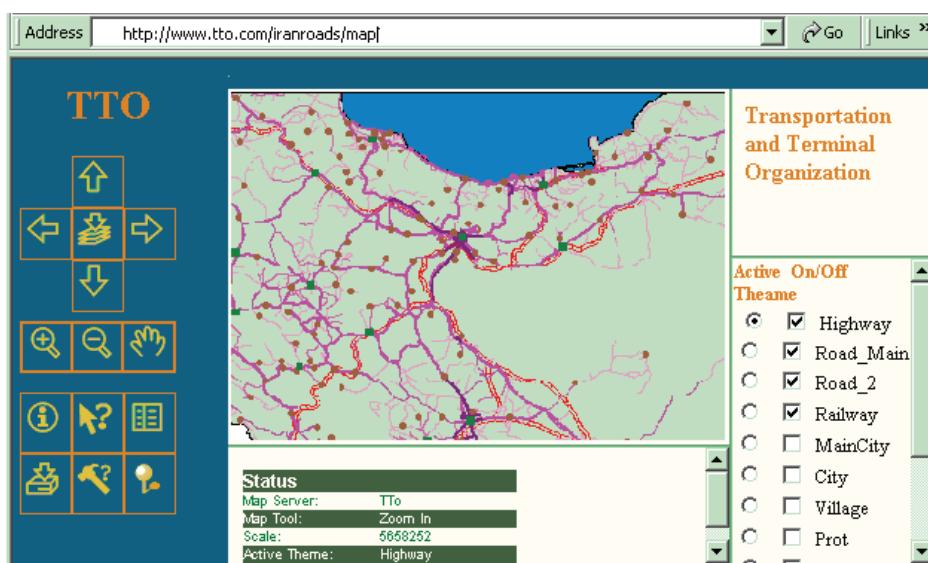 Address http://www.tto.com/iranroads/map Go Links »
TTO
Transportation
and Terminal
Organization
Active On/Off
Theame
Highway
Road_Main
Road_2
Railway
MainCity
City
Village
Prot
Status
Map Server: TTo
Map Tool: Zoom In
Scale: 5658252
Active Theme: Highway